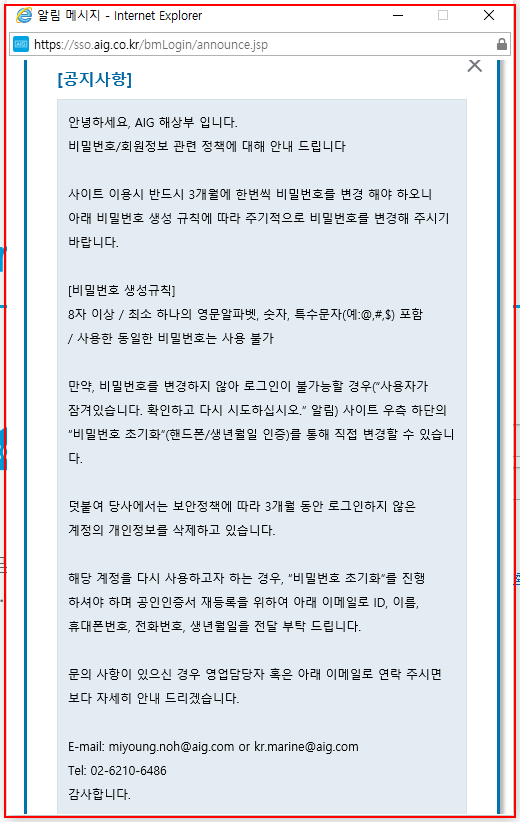 알림 메시지 - Internet Explorer
AIG https://sso.aig.co.kr/bmLogin/announce.jsp
[공지사항]
안녕하세요, AIG 해상부 입니다.
비밀번호/회원정보 관련 정책에 대해 안내 드립니다
사이트 이용시 반드시 3개월에 한번씩 비밀번호를 변경 해야 하오니
아래 비밀번호 생성 규칙에 따라 주기적으로 비밀번호를 변경해 주시기
바랍니다.
[비밀번호 생성규칙]
8자 이상 / 최소 하나의 영문알파벳, 숫자, 특수문자(예:@,#,$) 포함
/ 사용한 동일한 비밀번호는 사용 불가
만약, 비밀번호를 변경하지 않아 로그인이 불가능할 경우("사용자가
잠겨있습니다. 확인하고 다시 시도하십시오." 알림) 사이트 우측 하단의
"비밀번호 초기화"(핸드폰/생년월일 인증)를 통해 직접 변경할 수 있습니
다.
덧붙여 당사에서는 보안정책에 따라 3개월 동안 로그인하지 않은
계정의 개인정보를 삭제하고 있습니다.
해당 계정을 다시 사용하고자 하는 경우, "비밀번호 초기화"를 진행
하셔야 하며 공인인증서 재등록을 위하여 아래 이메일로 ID, 이름,
휴대폰번호, 전화번호, 생년월일을 전달 부탁 드립니다.
문의 사항이 있으신 경우 영업담당자 혹은 아래 이메일로 연락 주시면
보다 자세히 안내 드리겠습니다.
E-mail: miyoung.noh@aig.com or kr.marine@aig.com
Tel: 02-6210-6486
감사합니다.